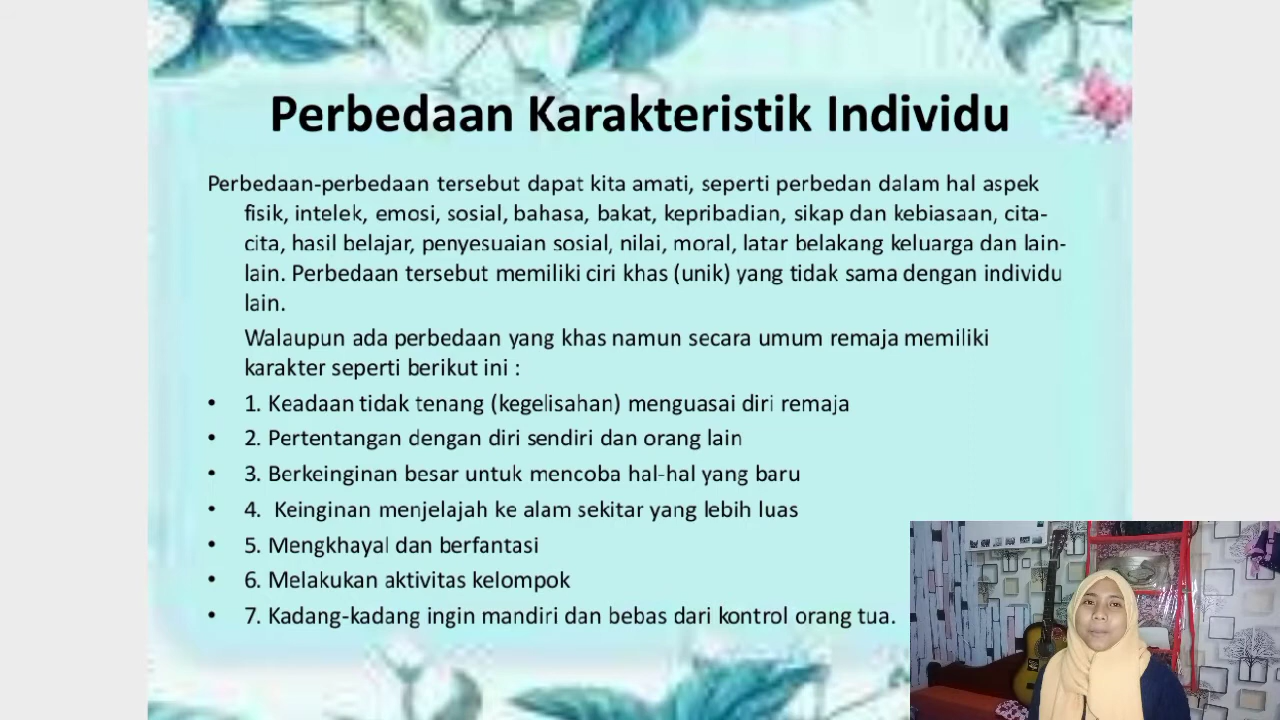 Perbedaan Karakteristik Individu
Perbedaan-perbedaan tersebut dapat kita amati, seperti perbedan dalam hal aspek
fisik, intelek, emosi, sosial, bahasa, bakat, kepribadian, sikap dan kebiasaan, cita-
cita, hasil belajar, penyesuaian sosial, nilai, moral, latar belakang keluarga dan lain-
lain. Perbedaan tersebut memiliki ciri khas (unik) yang tidak sama dengan individu
lain.
Walaupun ada perbedaan yang khas namun secara umum remaja memiliki
karakter seperti berikut ini :
• 1. Keadaan tidak tenang (kegelisahan) menguasai diri remaja
• 2. Pertentangan dengan diri sendiri dan orang lain
• 3. Berkeinginan besar untuk mencoba hal-hal yang baru
• 4.  Keinginan menjelajah ke alam sekitar yang lebih luas
• 5. Mengkhayal dan berfantasi
• 6. Melakukan aktivitas kelompok
• 7. Kadang-kadang ingin mandiri dan bebas dari kontrol orang tua.